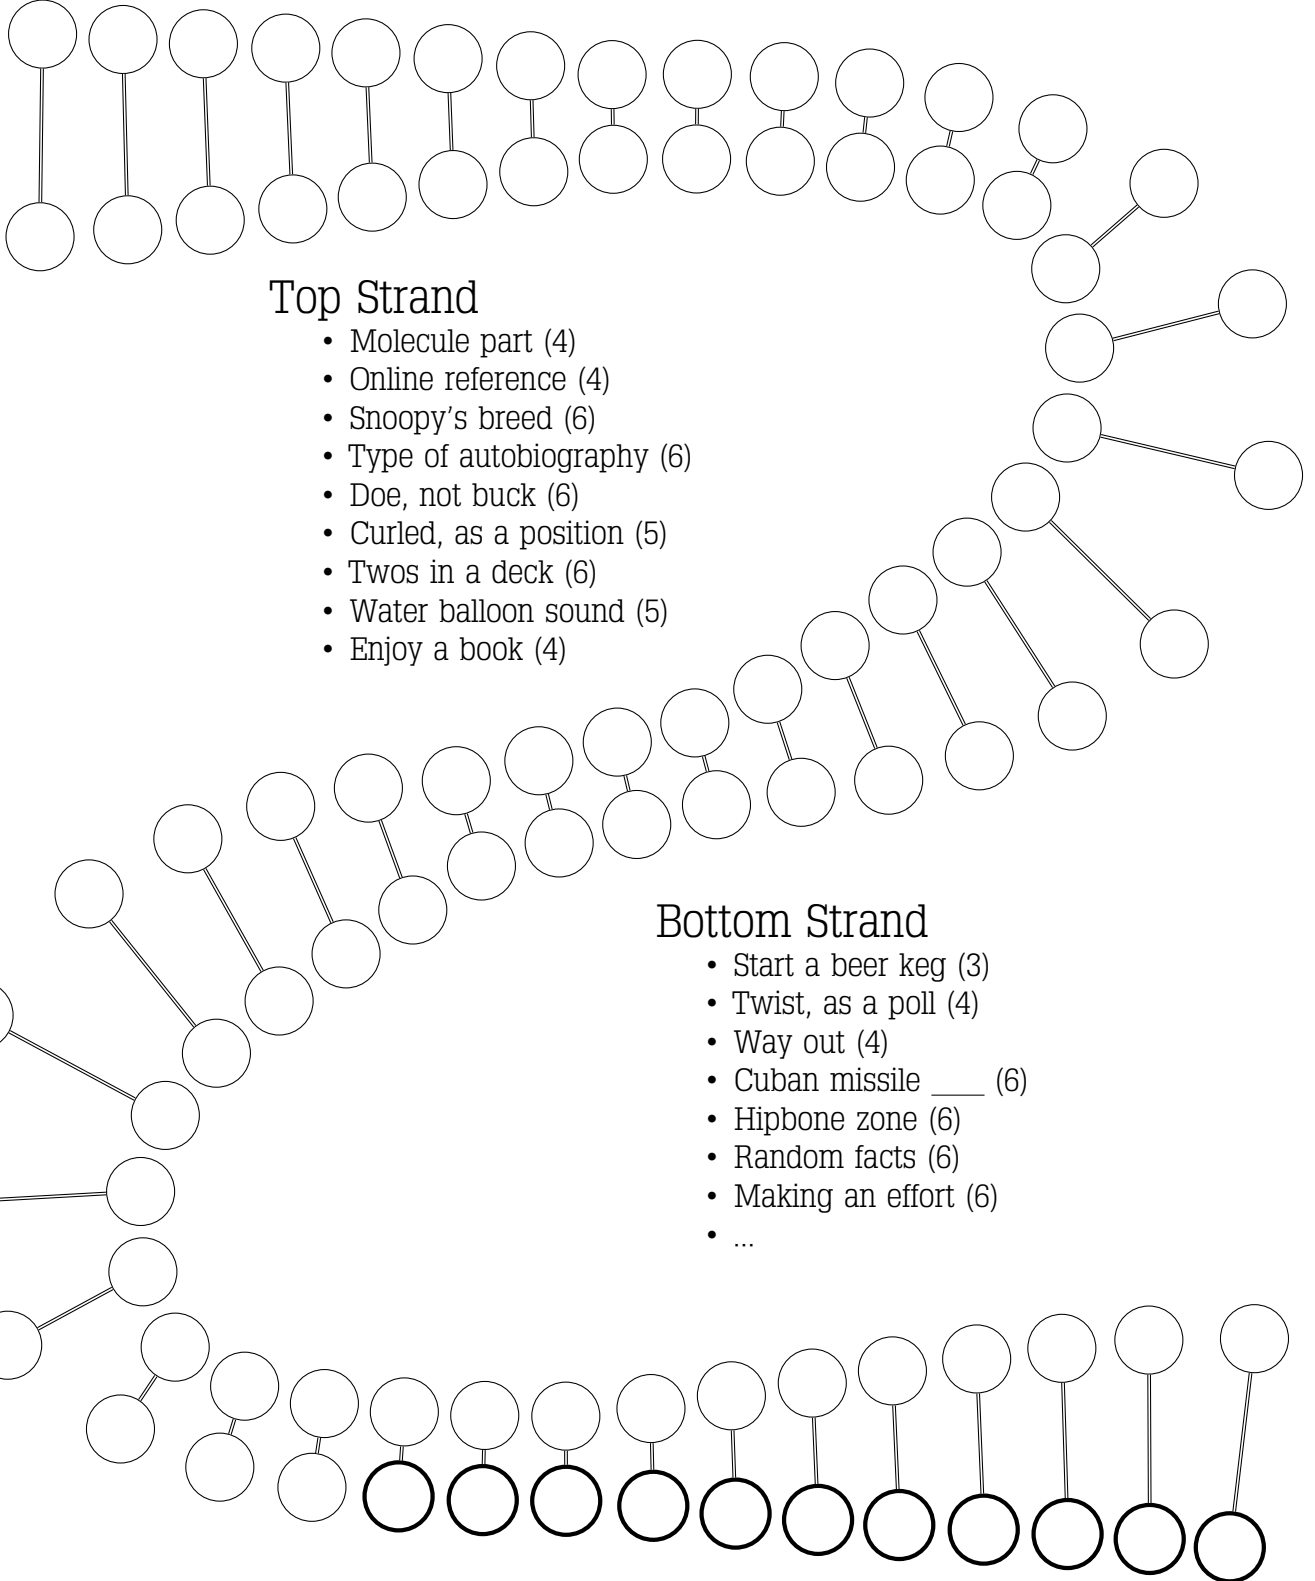 Top Strand
• Molecule part (4)
• Online reference (4)
• Snoopy's breed (6)
• Type of autobiography (6)
• Doe, not buck (6)
• Curled, as a position (5)
• Twos in a deck (6)
• Water balloon sound (5)
• Enjoy a book (4)
Bottom Strand
• Start a beer keg (3)
• Twist, as a poll (4)
• Way out (4)
• Cuban missile ____ (6)
• Hipbone zone (6)
• Random facts (6)
• Making an effort (6)
• ...